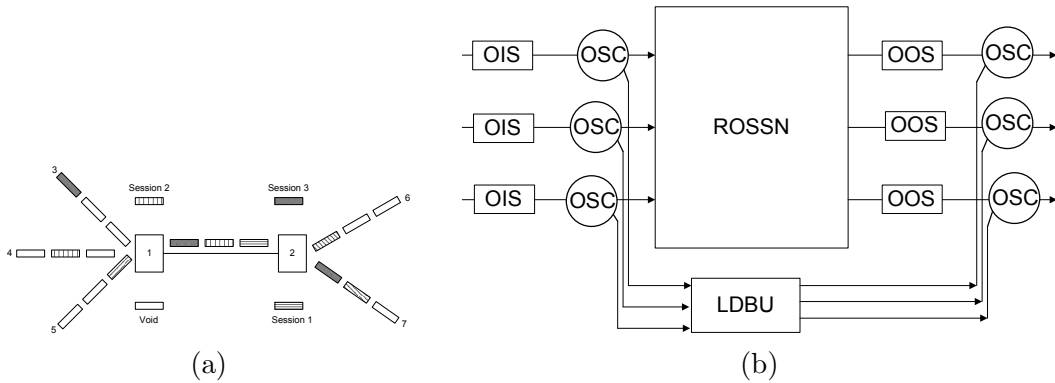 3
Session 2
Session 3
6
4
1
2
5
Void
Session 1
7
(a)
OIS
OSC
OOS
OSC
OIS
OSC
ROSSN
OOS
OSC
OIS
OSC
OOS
OSC
LDBU
(b)